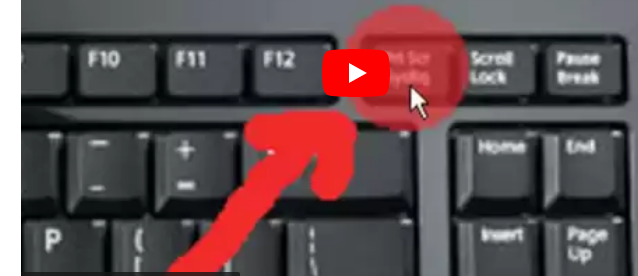 F10 F11 F12 Scroll Lock Pause Break
Home End
P Insert Page Up